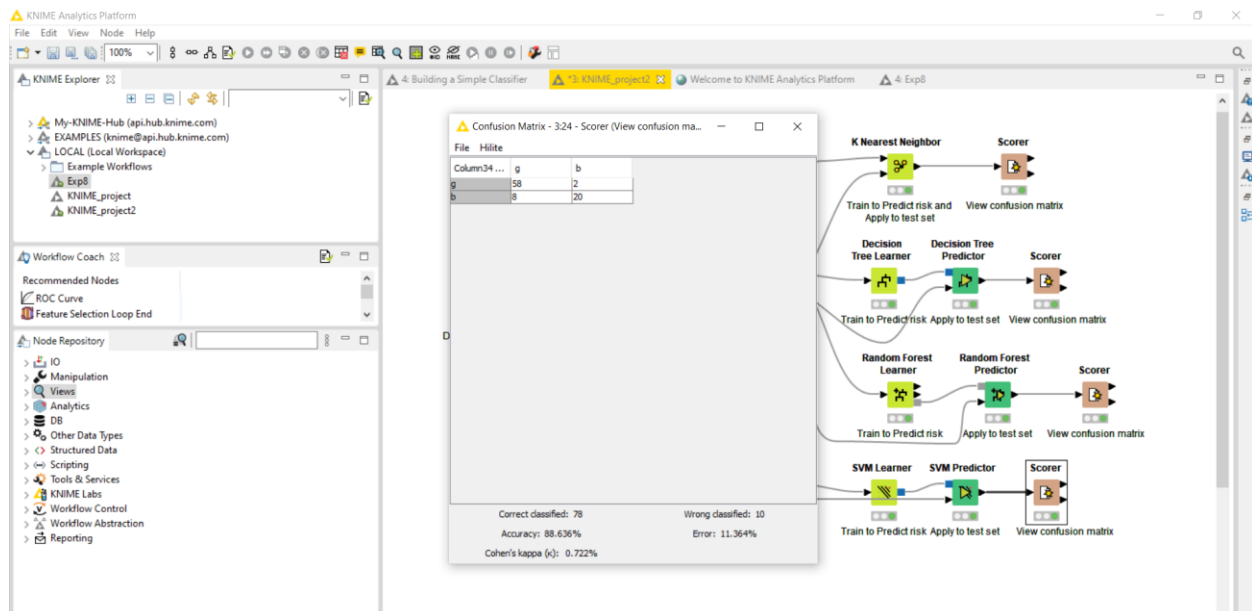 KNIME Analytics Platform
File Edit View Node Help
100%
KNIME Explorer
My-KNIME-Hub (api.hub.knime.com)
EXAMPLES (knime@api.hub.knime.com)
LOCAL (Local Workspace)
Example Workflows
Exp8
KNIME_project
KNIME_project2
Workflow Coach
Recommended Nodes
ROC Curve
Feature Selection Loop End
Node Repository
IO
Manipulation
Views
Analytics
DB
Other Data Types
Structured Data
Scripting
Tools & Services
KNIME Labs
Workflow Control
Workflow Abstraction
Reporting
4: Building a Simple Classifier
*3: KNIME_project2
Welcome to KNIME Analytics Platform
4: Exp8
D
Confusion Matrix - 3:24 - Scorer (View confusion ma...
File Hilite
Column34 ... g b
g 58 2
b 8 20
Correct classified: 78 Wrong classified: 10
Accuracy: 88.636% Error: 11.364%
Cohen's kappa (κ): 0.722%
K Nearest Neighbor
Train to Predict risk and
Apply to test set
Scorer
View confusion matrix
Decision
Tree Learner
Train to Predict risk
Decision Tree
Predictor
Apply to test set
Scorer
View confusion matrix
Random Forest
Learner
Train to Predict risk
Random Forest
Predictor
Apply to test set
Scorer
View confusion matrix
SVM Learner
Train to Predict risk
SVM Predictor
Apply to test set
Scorer
View confusion matrix